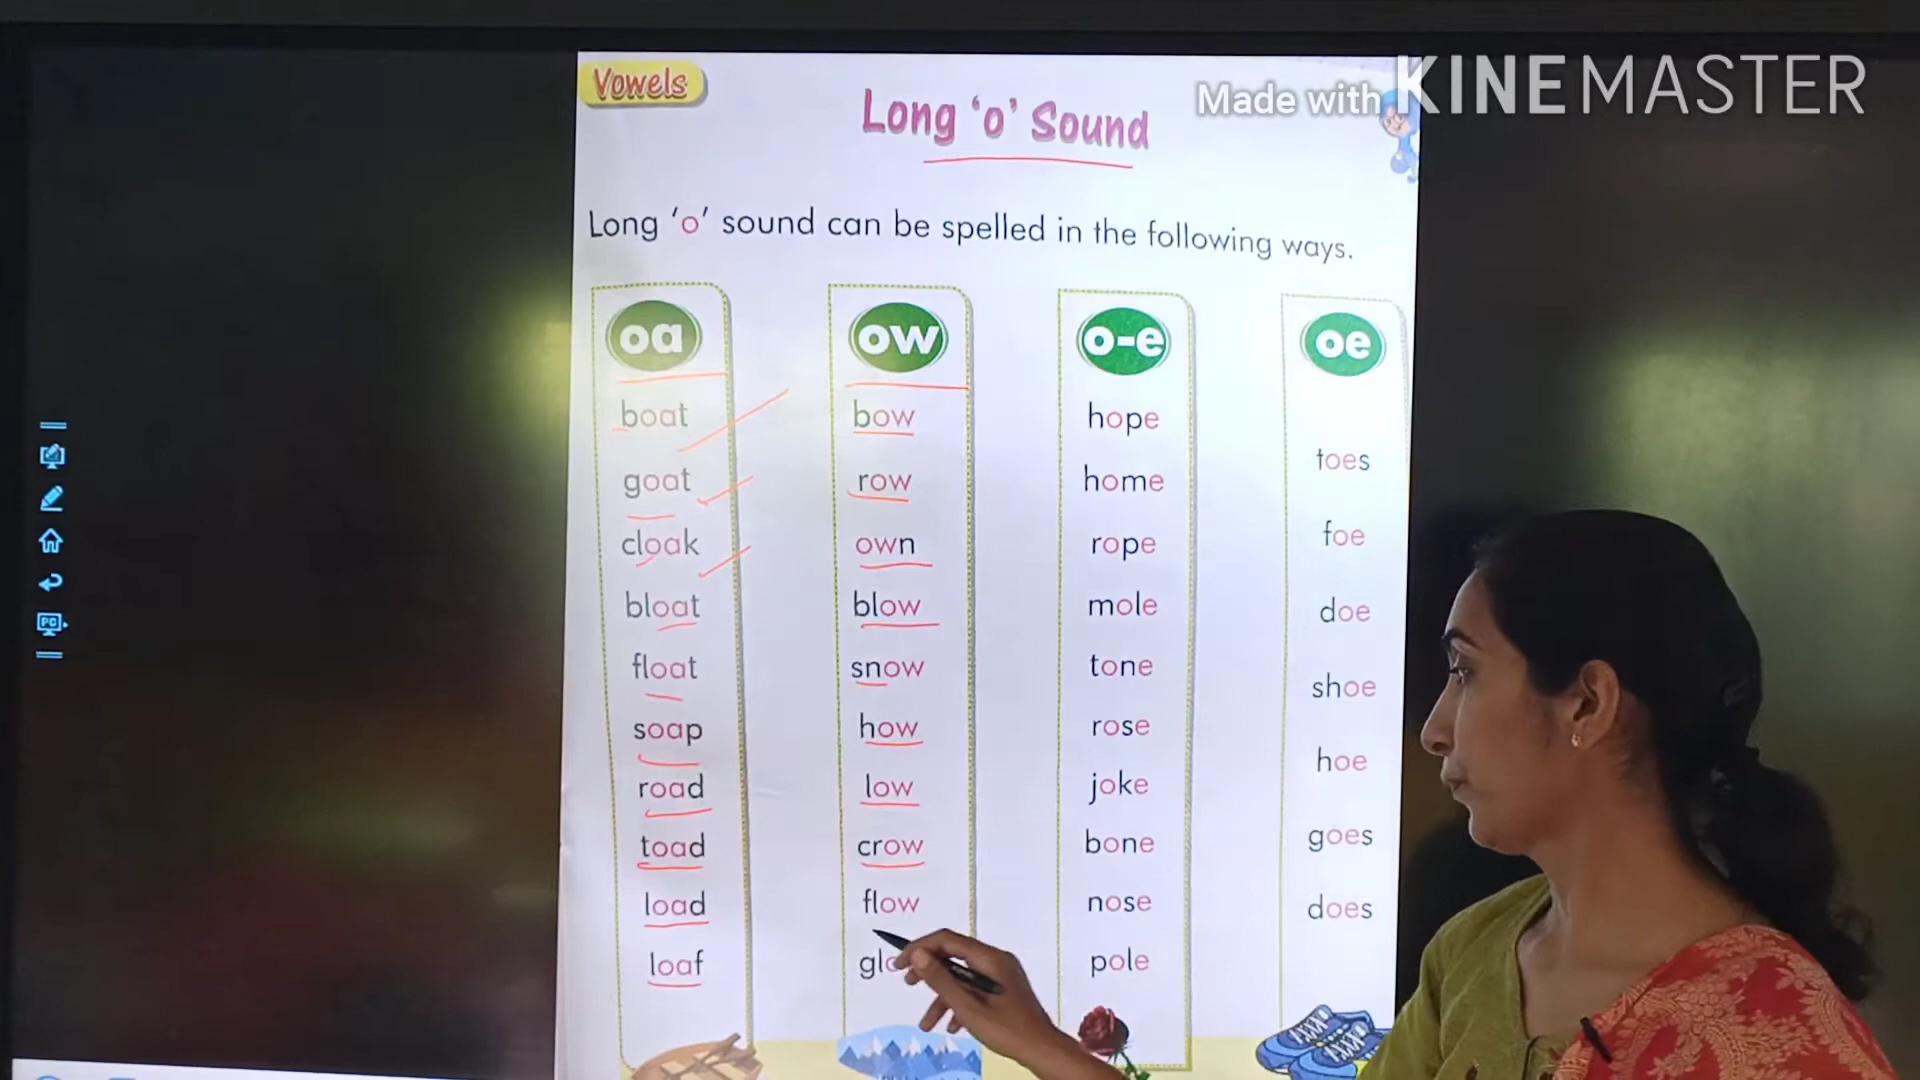 Vowels
Made with KINEMASTER
Long 'o' Sound
Long 'o' sound can be spelled in the following ways.
oa ow o-e oe
boat bow hope
toes
goat row home
foe
cloak own rope
doe
bloat blow mole
shoe
float snow tone
soap how rose
hoe
road low joke
goes
toad crow bone
does
load flow nose
loaf pole
PC